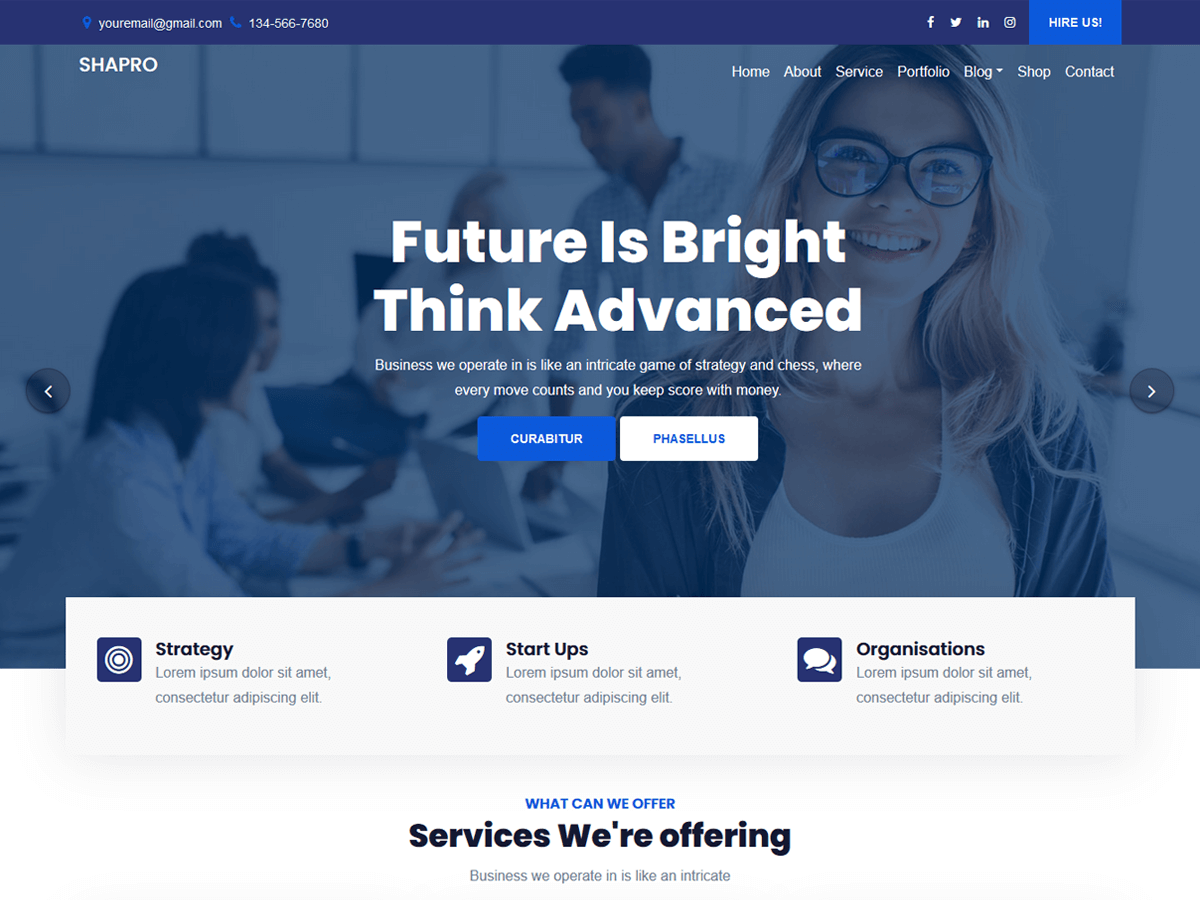 youremail@gmail.com 134-566-7680
HIRE US!
SHAPRO
Home About Service Portfolio Blog Shop Contact
Future Is Bright
Think Advanced
Business we operate in is like an intricate game of strategy and chess, where
every move counts and you keep score with money.
CURABITUR PHASELLUS
Strategy
Lorem ipsum dolor sit amet,
consectetur adipiscing elit.
Start Ups
Lorem ipsum dolor sit amet,
consectetur adipiscing elit.
Organisations
Lorem ipsum dolor sit amet,
consectetur adipiscing elit.
WHAT CAN WE OFFER
Services We're offering
Business we operate in is like an intricate